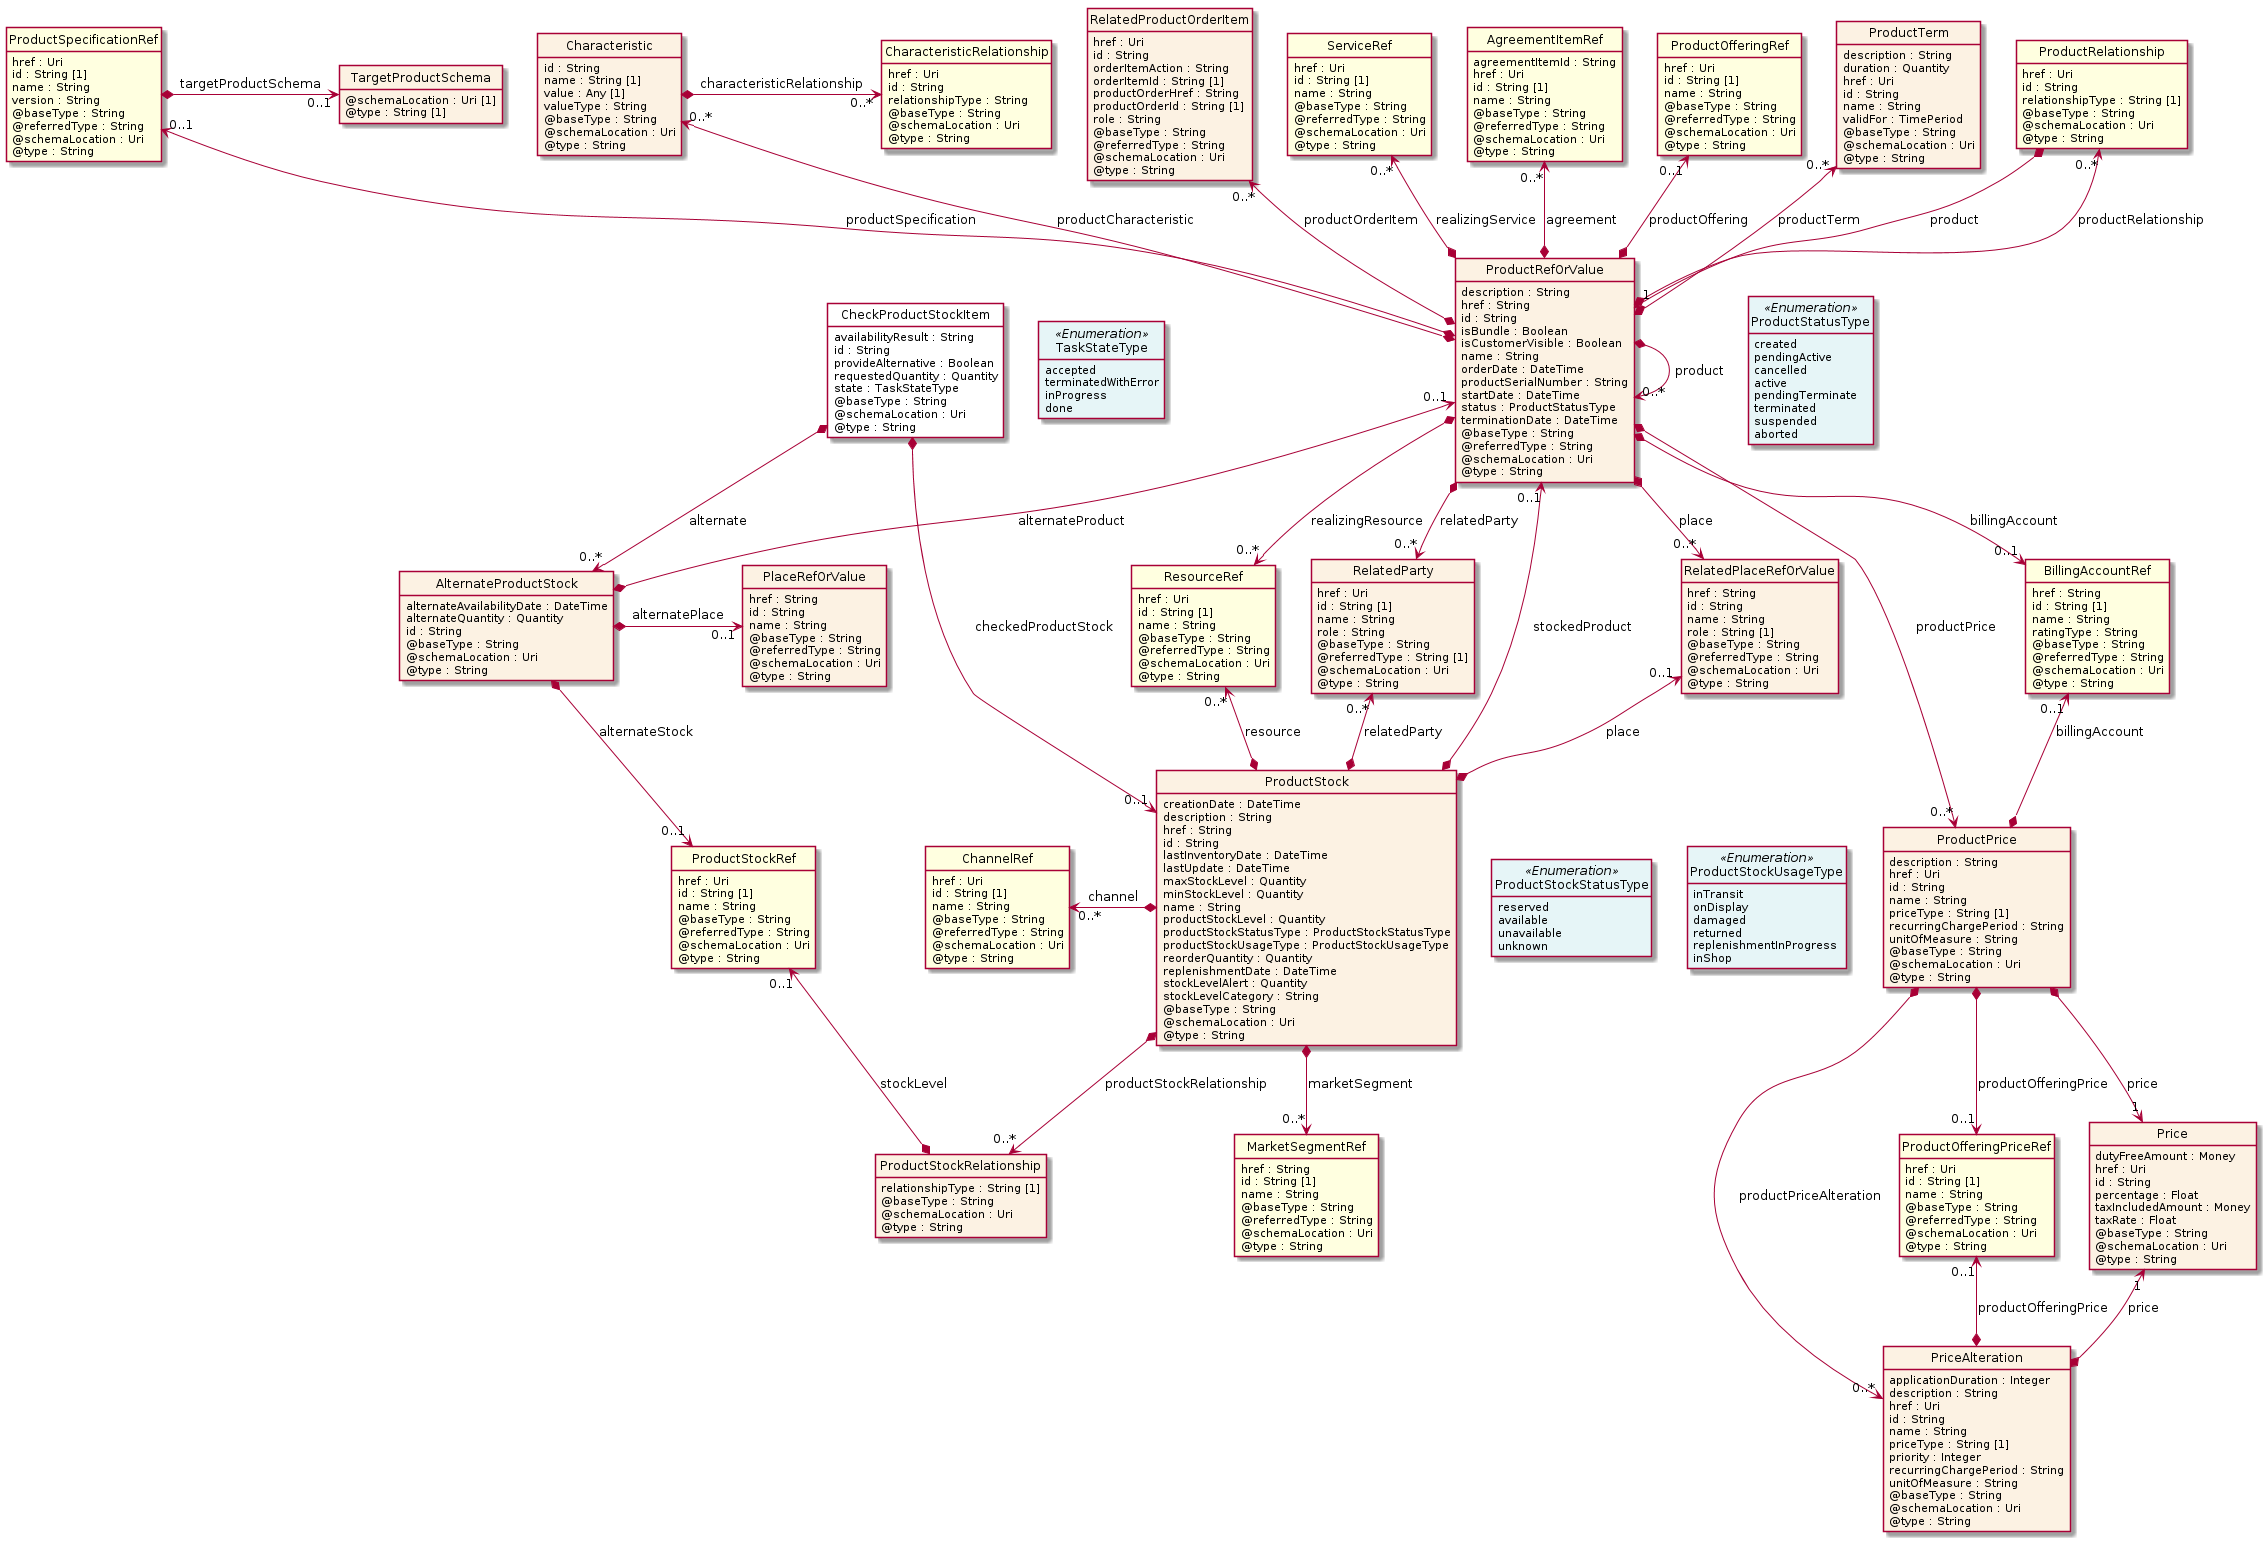 ProductSpecificationRef
href : Uri
id : String [1]
name : String
version : String
@baseType : String
@referredType : String
@schemaLocation : Uri
@type : String
targetProductSchema
0..1
0..1
TargetProductSchema
@schemaLocation : Uri [1]
@type : String [1]
Characteristic
id : String
name : String [1]
value : Any [1]
valueType : String
@baseType : String
@schemaLocation : Uri
@type : String
characteristicRelationship
0..*
0..*
CharacteristicRelationship
href : Uri
id : String
relationshipType : String
@baseType : String
@schemaLocation : Uri
@type : String
RelatedProductOrderItem
href : Uri
id : String
orderItemAction : String
orderItemId : String [1]
productOrderHref : String
productOrderId : String [1]
role : String
@baseType : String
@referredType : String
@schemaLocation : Uri
@type : String
0..*
ServiceRef
href : Uri
id : String [1]
name : String
@baseType : String
@referredType : String
@schemaLocation : Uri
@type : String
0..*
AgreementItemRef
agreementItemId : String
href : Uri
id : String [1]
name : String
@baseType : String
@referredType : String
@schemaLocation : Uri
@type : String
0..*
ProductOfferingRef
href : Uri
id : String [1]
name : String
@baseType : String
@referredType : String
@schemaLocation : Uri
@type : String
0..1
ProductTerm
description : String
duration : Quantity
href : Uri
id : String
name : String
validFor : TimePeriod
@baseType : String
@schemaLocation : Uri
@type : String
0..*
ProductRelationship
href : Uri
id : String
relationshipType : String [1]
@baseType : String
@schemaLocation : Uri
@type : String
0..*
productSpecification
productCharacteristic
productOrderItem
realizingService
agreement
productOffering
productTerm
product
productRelationship
ProductRefOrValue
description : String
href : String
id : String
isBundle : Boolean
isCustomerVisible : Boolean
name : String
orderDate : DateTime
productSerialNumber : String
startDate : DateTime
status : ProductStatusType
terminationDate : DateTime
@baseType : String
@referredType : String
@schemaLocation : Uri
@type : String
1
product
0..*
0..1
0..1
«Enumeration»
ProductStatusType
created
pendingActive
cancelled
active
pendingTerminate
terminated
suspended
aborted
CheckProductStockItem
availabilityResult : String
id : String
provideAlternative : Boolean
requestedQuantity : Quantity
state : TaskStateType
@baseType : String
@schemaLocation : Uri
@type : String
«Enumeration»
TaskStateType
accepted
terminatedWithError
inProgress
done
alternate
alternateProduct
realizingResource
relatedParty
place
billingAccount
0..*
0..*
0..*
0..*
0..1
AlternateProductStock
alternateAvailabilityDate : DateTime
alternateQuantity : Quantity
id : String
@baseType : String
@schemaLocation : Uri
@type : String
alternatePlace
0..1
PlaceRefOrValue
href : String
id : String
name : String
@baseType : String
@referredType : String
@schemaLocation : Uri
@type : String
checkedProductStock
ResourceRef
href : Uri
id : String [1]
name : String
@baseType : String
@referredType : String
@schemaLocation : Uri
@type : String
0..*
RelatedParty
href : Uri
id : String [1]
name : String
role : String
@baseType : String
@referredType : String [1]
@schemaLocation : Uri
@type : String
0..*
stockedProduct
RelatedPlaceRefOrValue
href : String
id : String
name : String
role : String [1]
@baseType : String
@referredType : String
@schemaLocation : Uri
@type : String
0..1
productPrice
BillingAccountRef
href : String
id : String [1]
name : String
ratingType : String
@baseType : String
@referredType : String
@schemaLocation : Uri
@type : String
0..1
alternateStock
resource
relatedParty
place
billingAccount
0..1
0..1
0..*
ProductStockRef
href : Uri
id : String [1]
name : String
@baseType : String
@referredType : String
@schemaLocation : Uri
@type : String
0..1
ChannelRef
href : Uri
id : String [1]
name : String
@baseType : String
@referredType : String
@schemaLocation : Uri
@type : String
channel
0..*
ProductStock
creationDate : DateTime
description : String
href : String
id : String
lastInventoryDate : DateTime
lastUpdate : DateTime
maxStockLevel : Quantity
minStockLevel : Quantity
name : String
productStockLevel : Quantity
productStockStatusType : ProductStockStatusType
productStockUsageType : ProductStockUsageType
reorderQuantity : Quantity
replenishmentDate : DateTime
stockLevelAlert : Quantity
stockLevelCategory : String
@baseType : String
@schemaLocation : Uri
@type : String
«Enumeration»
ProductStockStatusType
reserved
available
unavailable
unknown
«Enumeration»
ProductStockUsageType
inTransit
onDisplay
damaged
returned
replenishmentInProgress
inShop
ProductPrice
description : String
href : Uri
id : String
name : String
priceType : String [1]
recurringChargePeriod : String
unitOfMeasure : String
@baseType : String
@schemaLocation : Uri
@type : String
stockLevel
productStockRelationship
marketSegment
productOfferingPrice
price
0..*
0..*
0..1
1
ProductStockRelationship
relationshipType : String [1]
@baseType : String
@schemaLocation : Uri
@type : String
MarketSegmentRef
href : String
id : String [1]
name : String
@baseType : String
@referredType : String
@schemaLocation : Uri
@type : String
productPriceAlteration
ProductOfferingPriceRef
href : Uri
id : String [1]
name : String
@baseType : String
@referredType : String
@schemaLocation : Uri
@type : String
0..1
Price
dutyFreeAmount : Money
href : Uri
id : String
percentage : Float
taxIncludedAmount : Money
taxRate : Float
@baseType : String
@schemaLocation : Uri
@type : String
1
productOfferingPrice
price
0..*
PriceAlteration
applicationDuration : Integer
description : String
href : Uri
id : String
name : String
priceType : String [1]
priority : Integer
recurringChargePeriod : String
unitOfMeasure : String
@baseType : String
@schemaLocation : Uri
@type : String